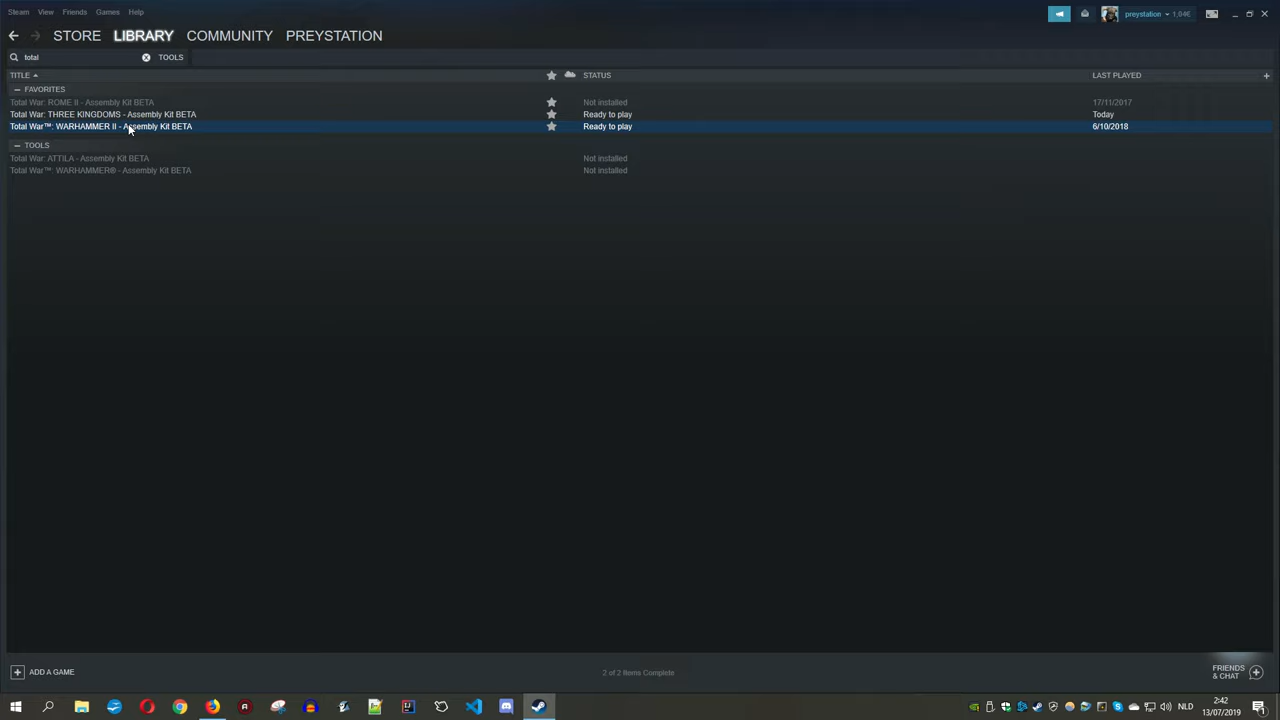 Steam View Friends Games Help
preystation 1,04€
STORE LIBRARY COMMUNITY PREYSTATION
total TOOLS
TITLE STATUS LAST PLAYED
FAVORITES
Total War: ROME II - Assembly Kit BETA Not installed 17/11/2017
Total War: THREE KINGDOMS - Assembly Kit BETA Ready to play Today
Total War™: WARHAMMER II - Assembly Kit BETA Ready to play 6/10/2018
TOOLS
Total War: ATTILA - Assembly Kit BETA Not installed
Total War™: WARHAMMER® - Assembly Kit BETA Not installed
ADD A GAME 2 of 2 Items Complete FRIENDS
& CHAT
NLD 2:42
13/07/2019